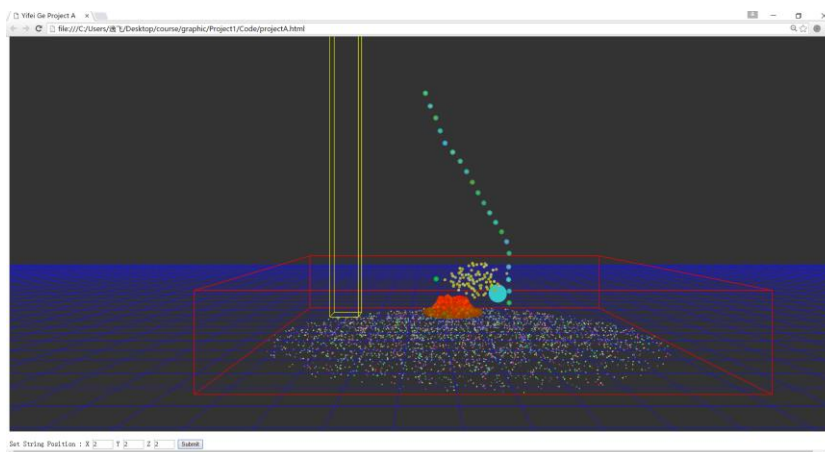 Yifei Ge Project A
file:///C:/Users/逸飞/Desktop/course/graphic/Project1/Code/projectA.html
Set String Position : X 2 Y 2 Z 2 Submit